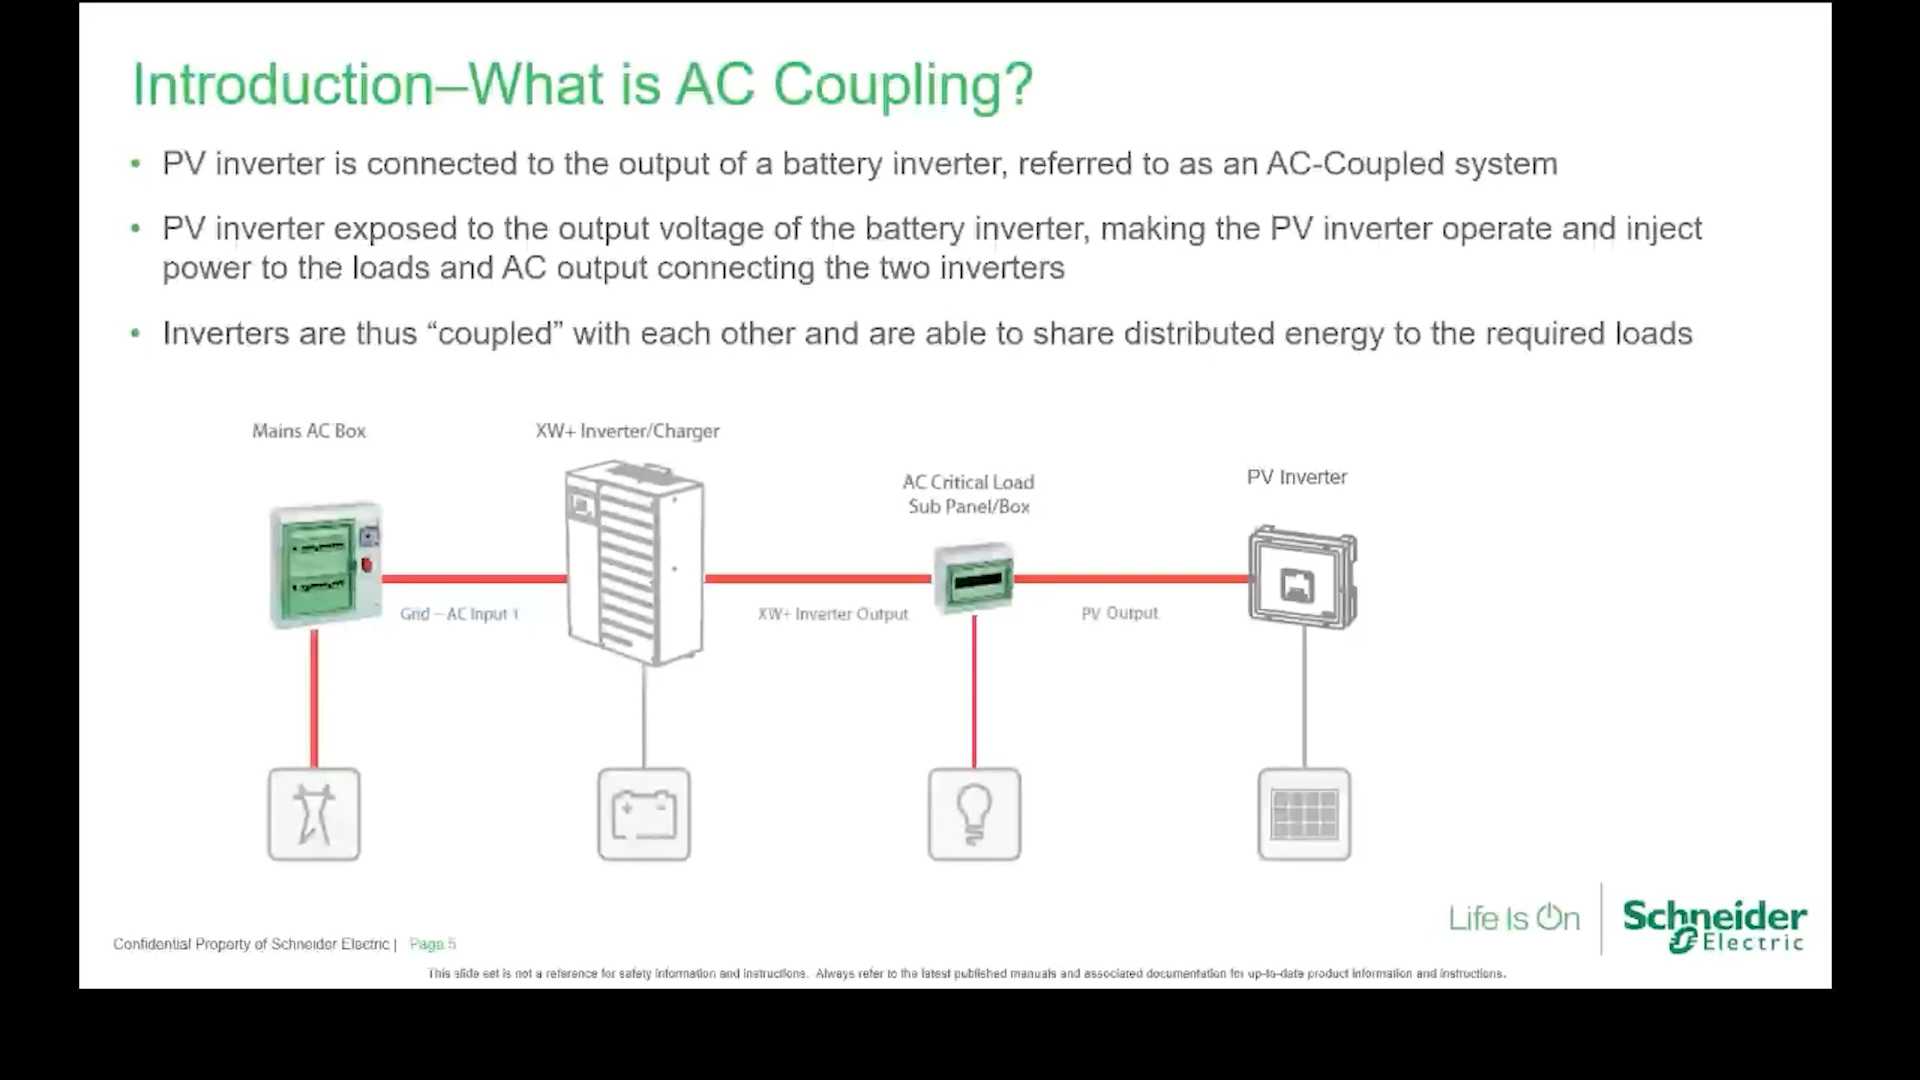 Introduction–What is AC Coupling?
• PV inverter is connected to the output of a battery inverter, referred to as an AC-Coupled system
• PV inverter exposed to the output voltage of the battery inverter, making the PV inverter operate and inject
power to the loads and AC output connecting the two inverters
• Inverters are thus “coupled” with each other and are able to share distributed energy to the required loads
Mains AC Box
XW+ Inverter/Charger
AC Critical Load
Sub Panel/Box
PV Inverter
Grid – AC Input 1
XW+ Inverter Output
PV Output
Life Is On
Schneider
Electric
Confidential Property of Schneider Electric | Page 5
This slide set is not a reference for safety information and instructions. Always refer to the latest published manuals and associated documentation for up-to-date product information and instructions.